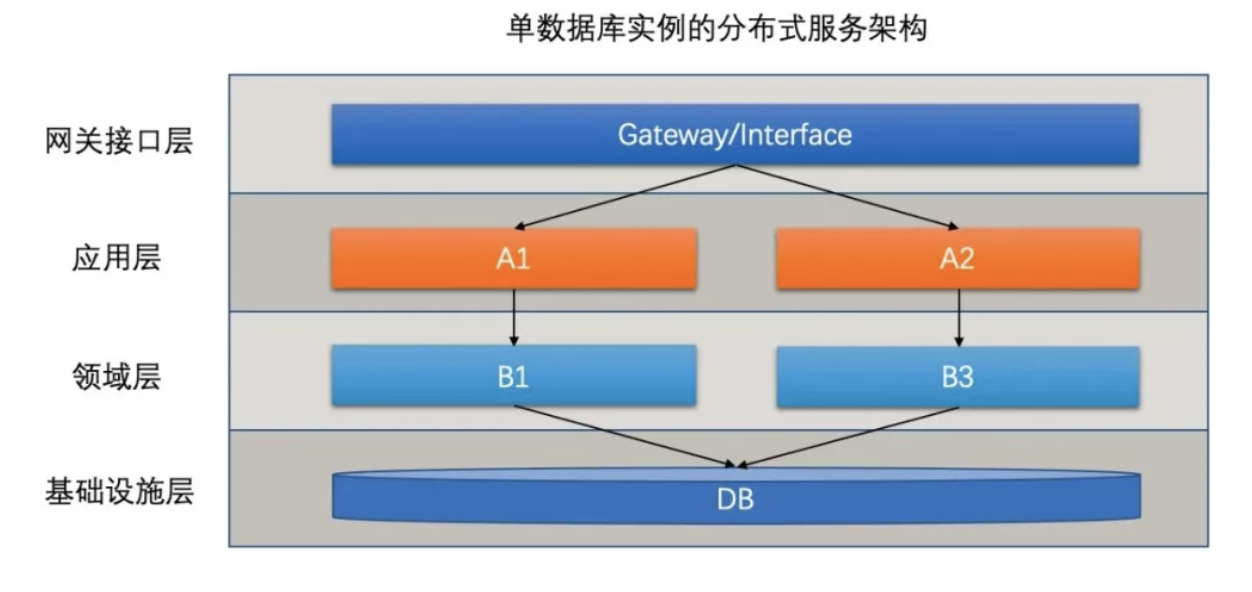 单数据库实例的分布式服务架构
网关接口层
Gateway/Interface
应用层
A1
A2
领域层
B1
B3
基础设施层
DB